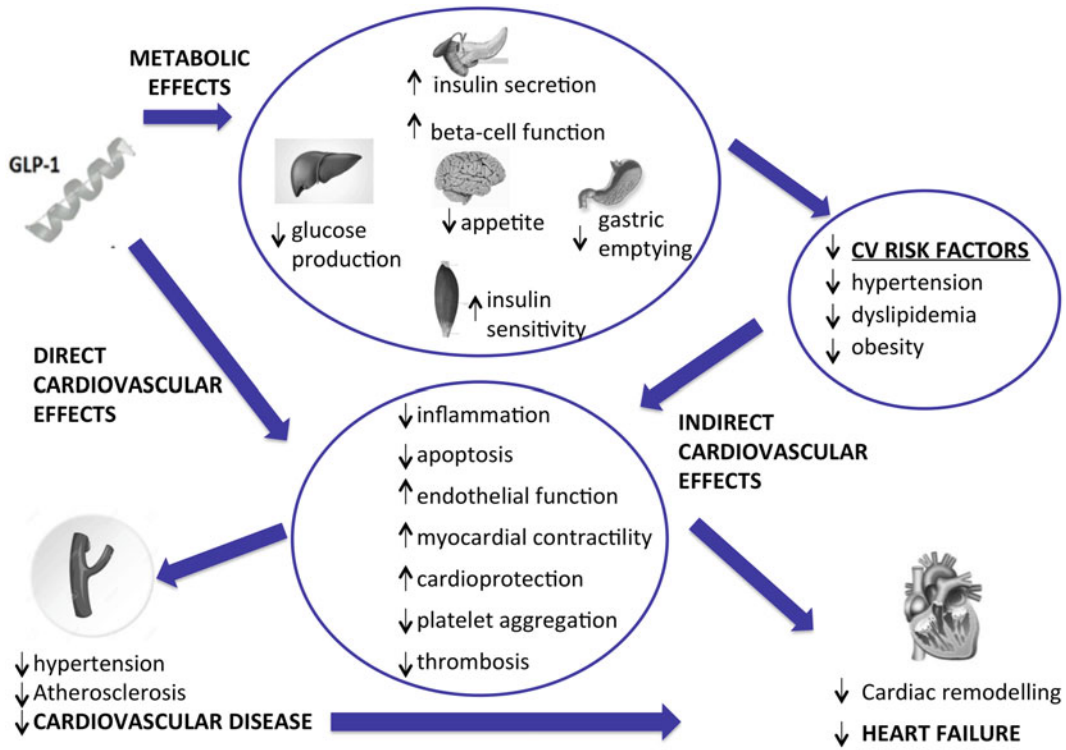 METABOLIC
EFFECTS
GLP-1
↑ insulin secretion
↑ beta-cell function
↓ glucose
production
↓ appetite
↓ gastric
emptying
↑ insulin
sensitivity
↓ CV RISK FACTORS
↓ hypertension
↓ dyslipidemia
↓ obesity
DIRECT
CARDIOVASCULAR
EFFECTS
↓ inflammation
↓ apoptosis
↑ endothelial function
↑ myocardial contractility
↑ cardioprotection
↓ platelet aggregation
↓ thrombosis
INDIRECT
CARDIOVASCULAR
EFFECTS
↓ hypertension
↓ Atherosclerosis
↓ CARDIOVASCULAR DISEASE
↓ Cardiac remodelling
↓ HEART FAILURE